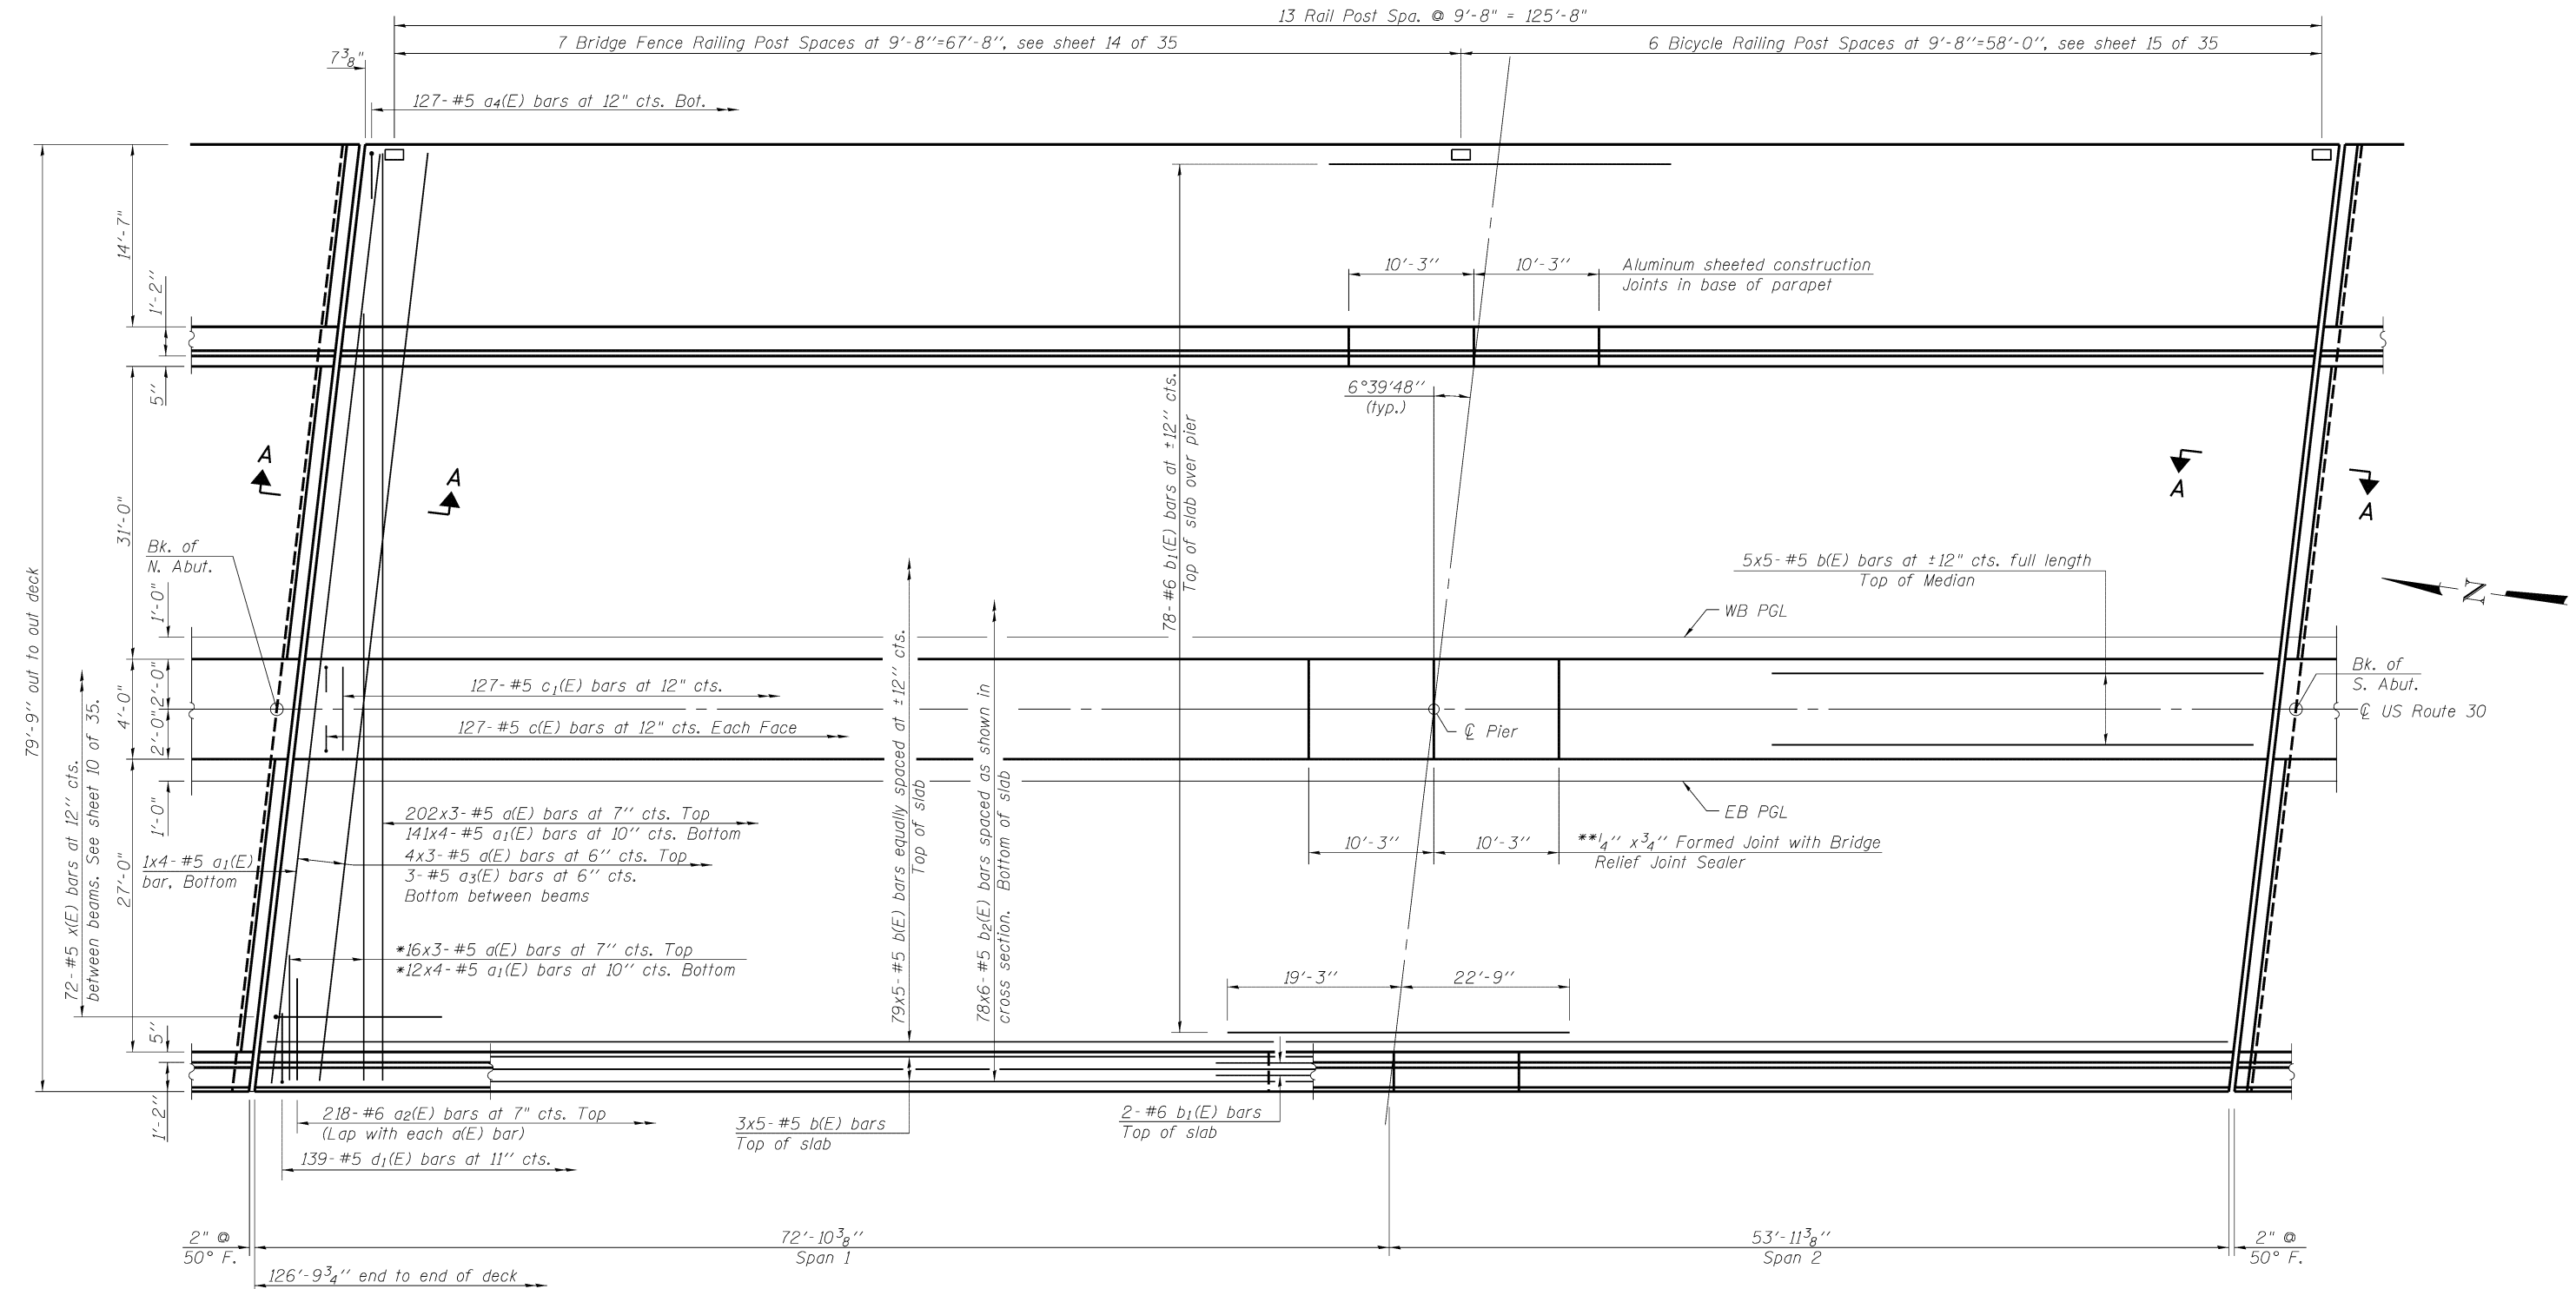 13 Rail Post Spa. @ 9'-8" = 125'-8"
7 Bridge Fence Railing Post Spaces at 9'-8''=67'-8'', see sheet 14 of 35
6 Bicycle Railing Post Spaces at 9'-8''=58'-0'', see sheet 15 of 35
7 3/8"
127-#5 a4(E) bars at 12" cts. Bot.
14'-7"
1'-2''
10'-3''
10'-3''
Aluminum sheeted construction
Joints in base of parapet
5''
6°39'48''
(typ.)
A
A
A
A
31'-0"
78-#6 b1(E) bars at ±12'' cts.
Top of slab over pier
79'-9'' out to out deck
Bk. of
N. Abut.
5x5-#5 b(E) bars at ±12" cts. full length
Top of Median
N
1'-0''
WB PGL
4'-0''
2'-0''
2'-0''
127-#5 c1(E) bars at 12" cts.
127-#5 c(E) bars at 12" cts. Each Face
℄ Pier
Bk. of
S. Abut.
℄ US Route 30
1'-0''
EB PGL
72-#5 x(E) bars at 12'' cts.
between beams. See sheet 10 of 35.
27'-0''
1x4-#5 a1(E)
bar, Bottom
202x3-#5 a(E) bars at 7'' cts. Top
141x4-#5 a1(E) bars at 10'' cts. Bottom
4x3-#5 a(E) bars at 6'' cts. Top
3-#5 a3(E) bars at 6'' cts.
Bottom between beams
79x5-#5 b(E) bars equally spaced at ±12'' cts.
Top of slab
78x6-#5 b2(E) bars spaced as shown in
cross section. Bottom of slab
10'-3''
10'-3''
**1/4'' x 3/4'' Formed Joint with Bridge
Relief Joint Sealer
*16x3-#5 a(E) bars at 7'' cts. Top
*12x4-#5 a1(E) bars at 10'' cts. Bottom
19'-3''
22'-9''
5''
1'-2''
218-#6 a2(E) bars at 7" cts. Top
(Lap with each a(E) bar)
139-#5 d1(E) bars at 11'' cts.
3x5-#5 b(E) bars
Top of slab
2-#6 b1(E) bars
Top of slab
2" @
50° F.
72'-10 3/8''
Span 1
53'-11 3/8''
Span 2
2" @
50° F.
126'-9 3/4'' end to end of deck